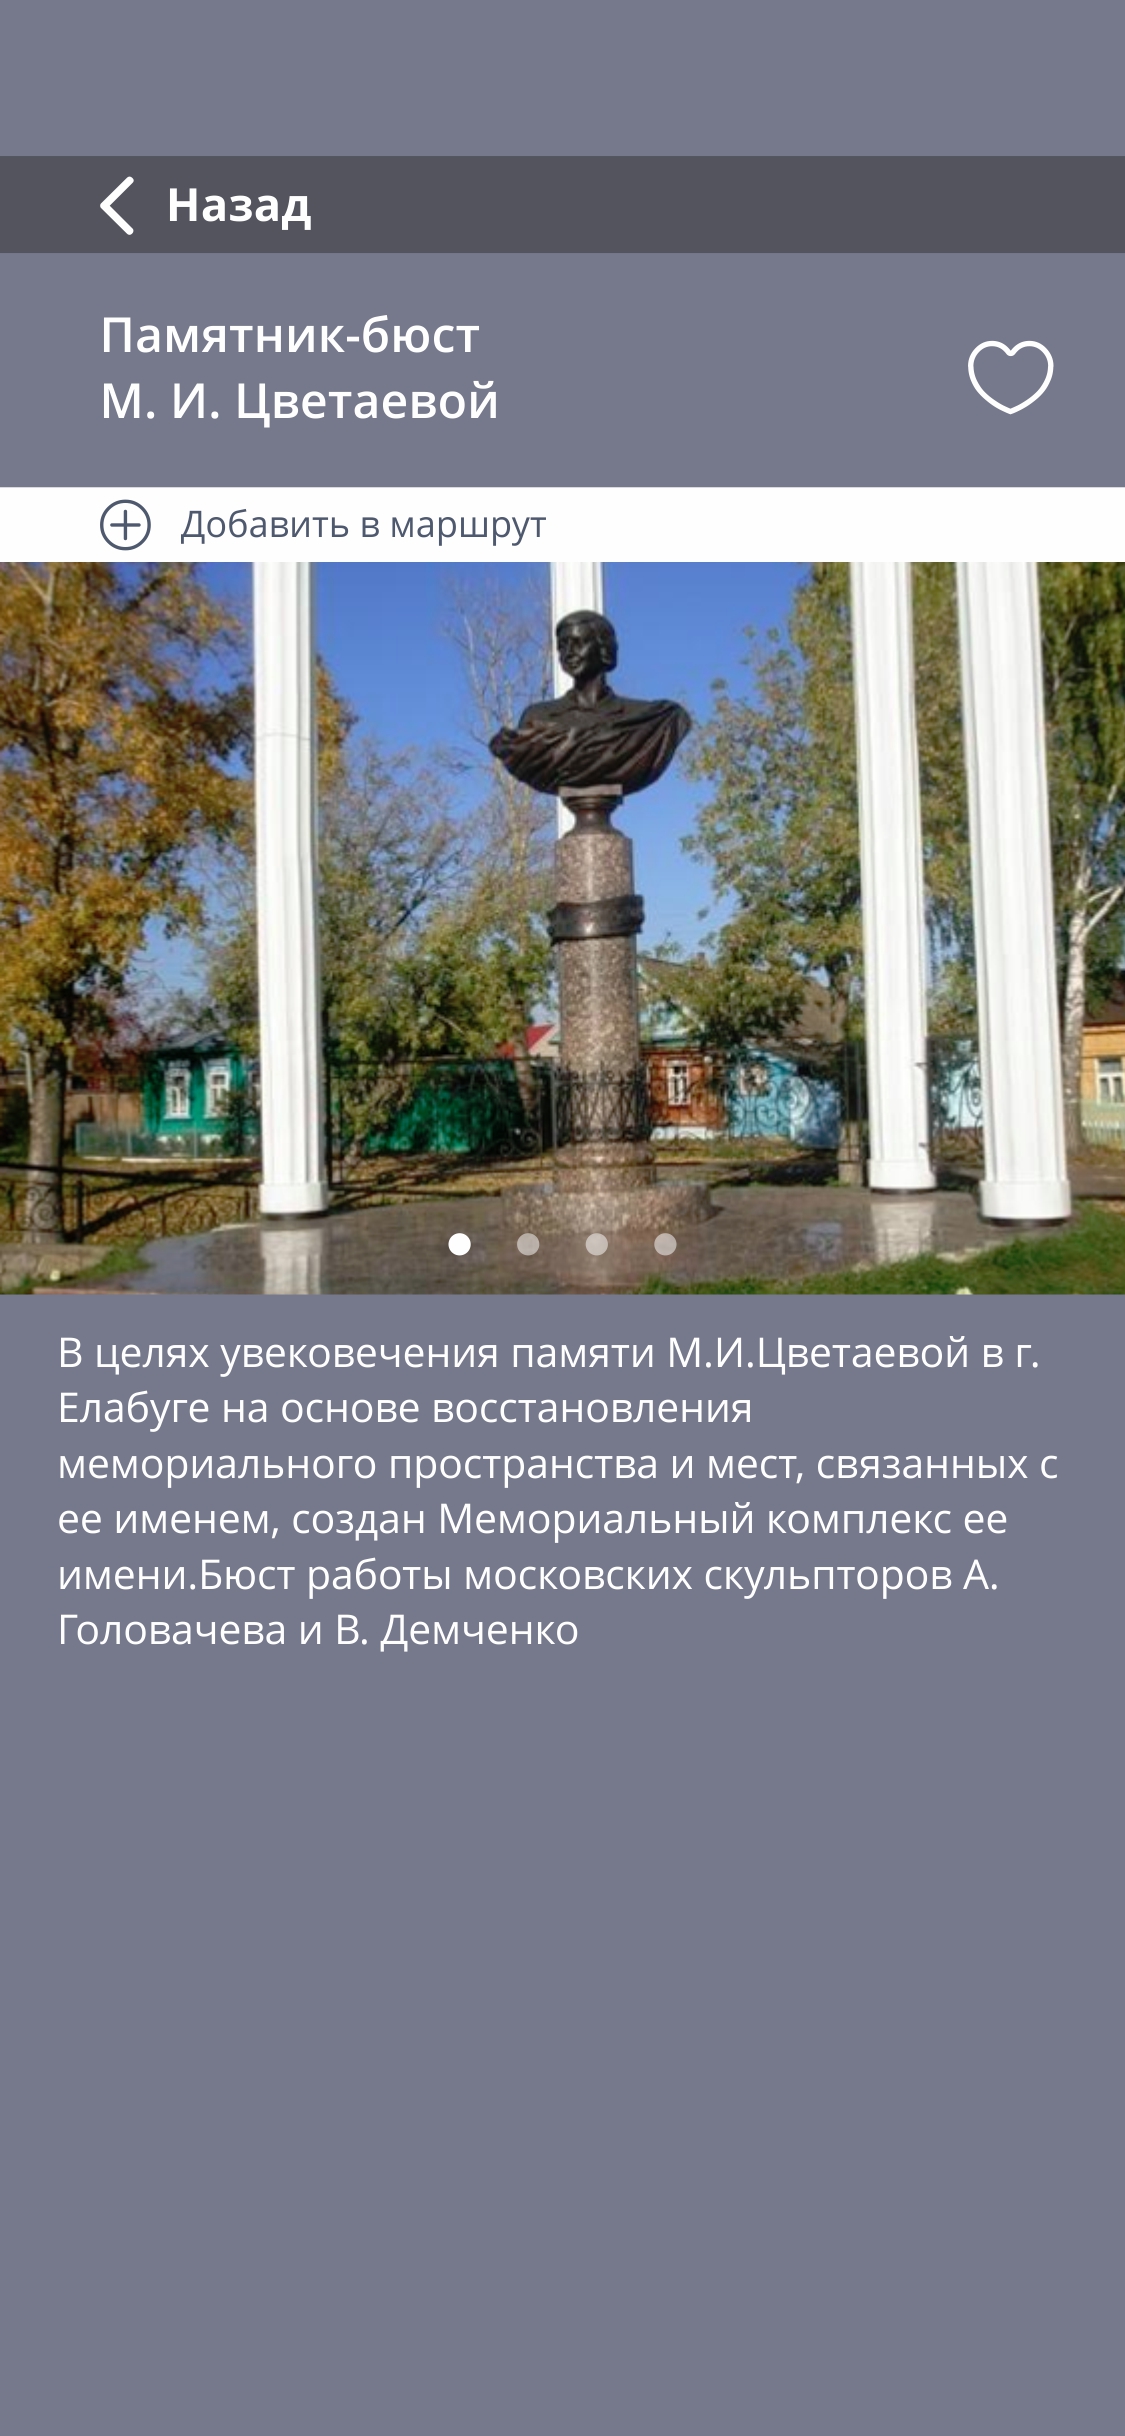 Назад
Памятник-бюст
М. И. Цветаевой
Добавить в маршрут
В целях увековечения памяти М.И.Цветаевой в г.
Елабуге на основе восстановления
мемориального пространства и мест, связанных с
ее именем, создан Мемориальный комплекс ее
имени.Бюст работы московских скульпторов А.
Головачева и В. Демченко